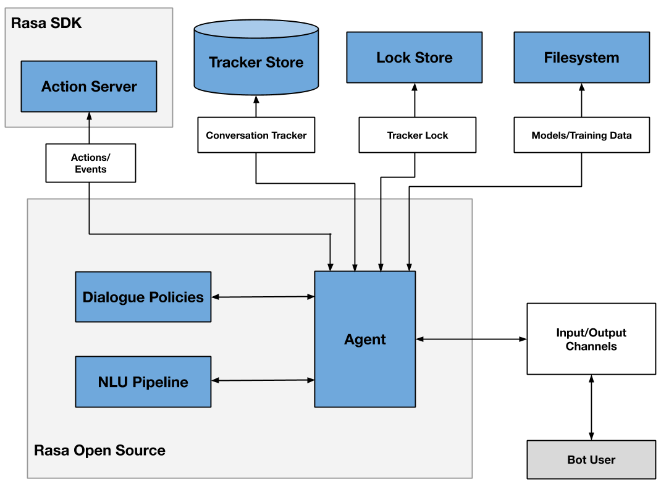 Rasa SDK
Action Server
Tracker Store
Lock Store
Filesystem
Actions/
Events
Conversation Tracker
Tracker Lock
Models/Training Data
Dialogue Policies
NLU Pipeline
Agent
Input/Output
Channels
Rasa Open Source
Bot User